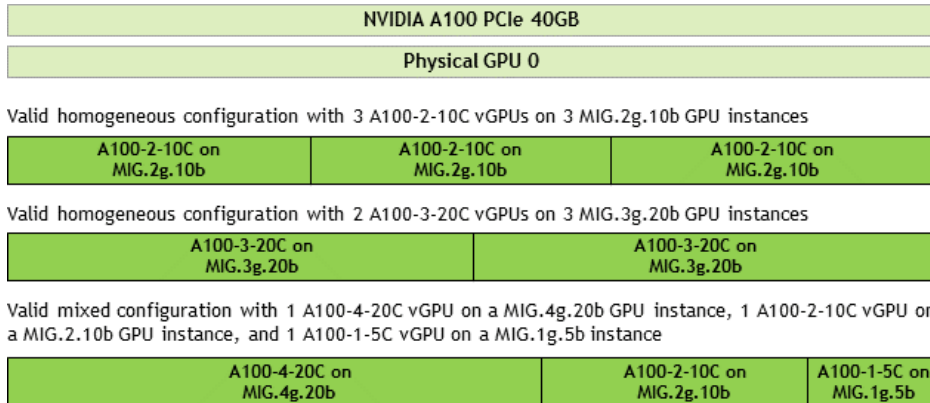 NVIDIA A100 PCIe 40GB
Physical GPU 0
Valid homogeneous configuration with 3 A100-2-10C vGPUs on 3 MIG.2g.10b GPU instances
A100-2-10C on A100-2-10C on A100-2-10C on
MIG.2g.10b MIG.2g.10b MIG.2g.10b
Valid homogeneous configuration with 2 A100-3-20C vGPUs on 3 MIG.3g.20b GPU instances
A100-3-20C on A100-3-20C on
MIG.3g.20b MIG.3g.20b
Valid mixed configuration with 1 A100-4-20C vGPU on a MIG.4g.20b GPU instance, 1 A100-2-10C vGPU on
a MIG.2.10b GPU instance, and 1 A100-1-5C vGPU on a MIG.1g.5b instance
A100-4-20C on A100-2-10C on A100-1-5C on
MIG.4g.20b MIG.2g.10b MIG.1g.5b